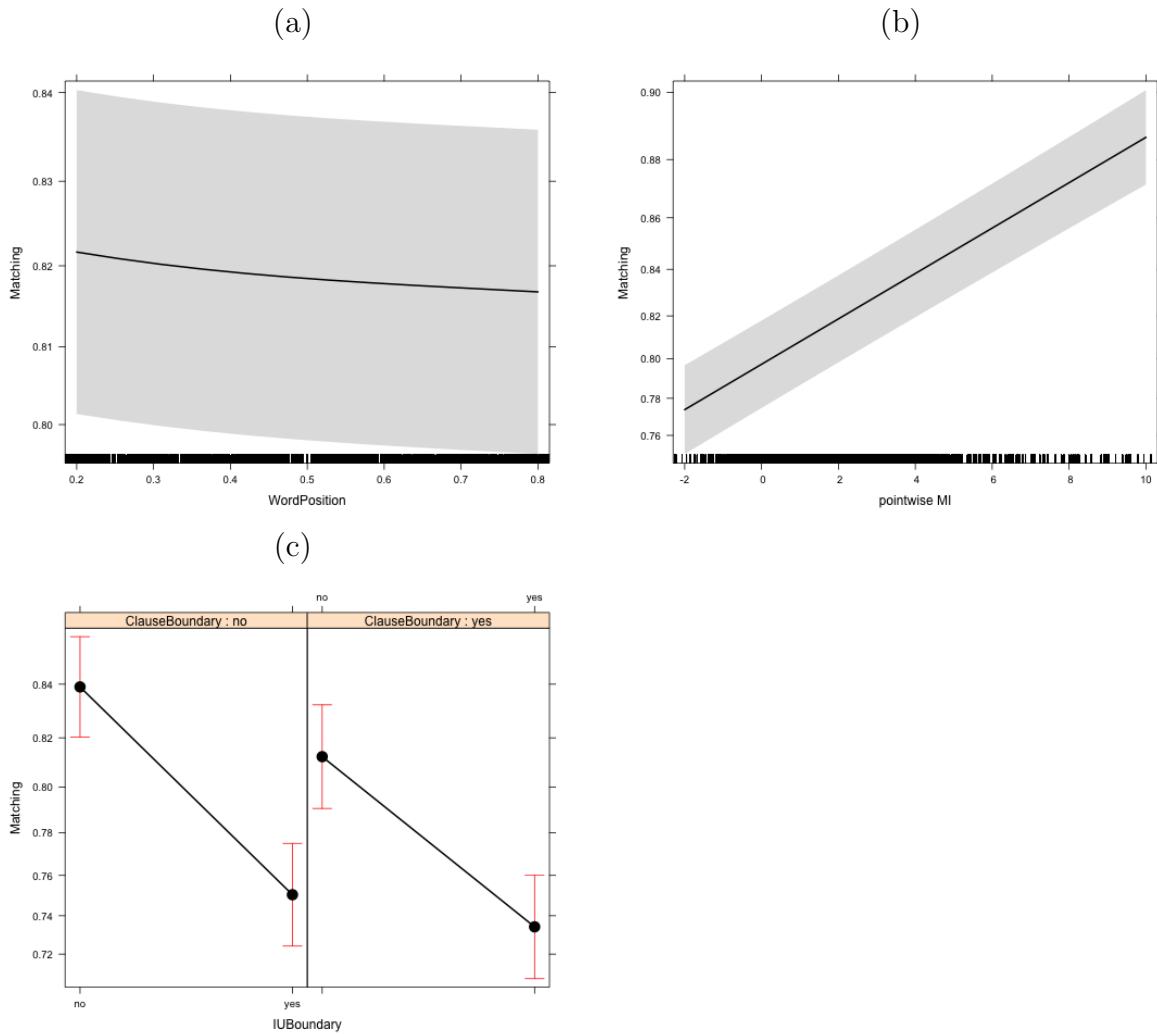 (a)
0.84
0.83
0.82
0.81
0.80
Matching
0.2 0.3 0.4 0.5 0.6 0.7 0.8
WordPosition
(b)
0.90
0.88
0.86
0.84
0.82
0.80
0.78
0.76
Matching
-2 0 2 4 6 8 10
pointwise MI
(c)
no yes
ClauseBoundary : no ClauseBoundary : yes
0.84
0.82
0.80
0.78
0.76
0.74
0.72
Matching
no yes
IUBoundary